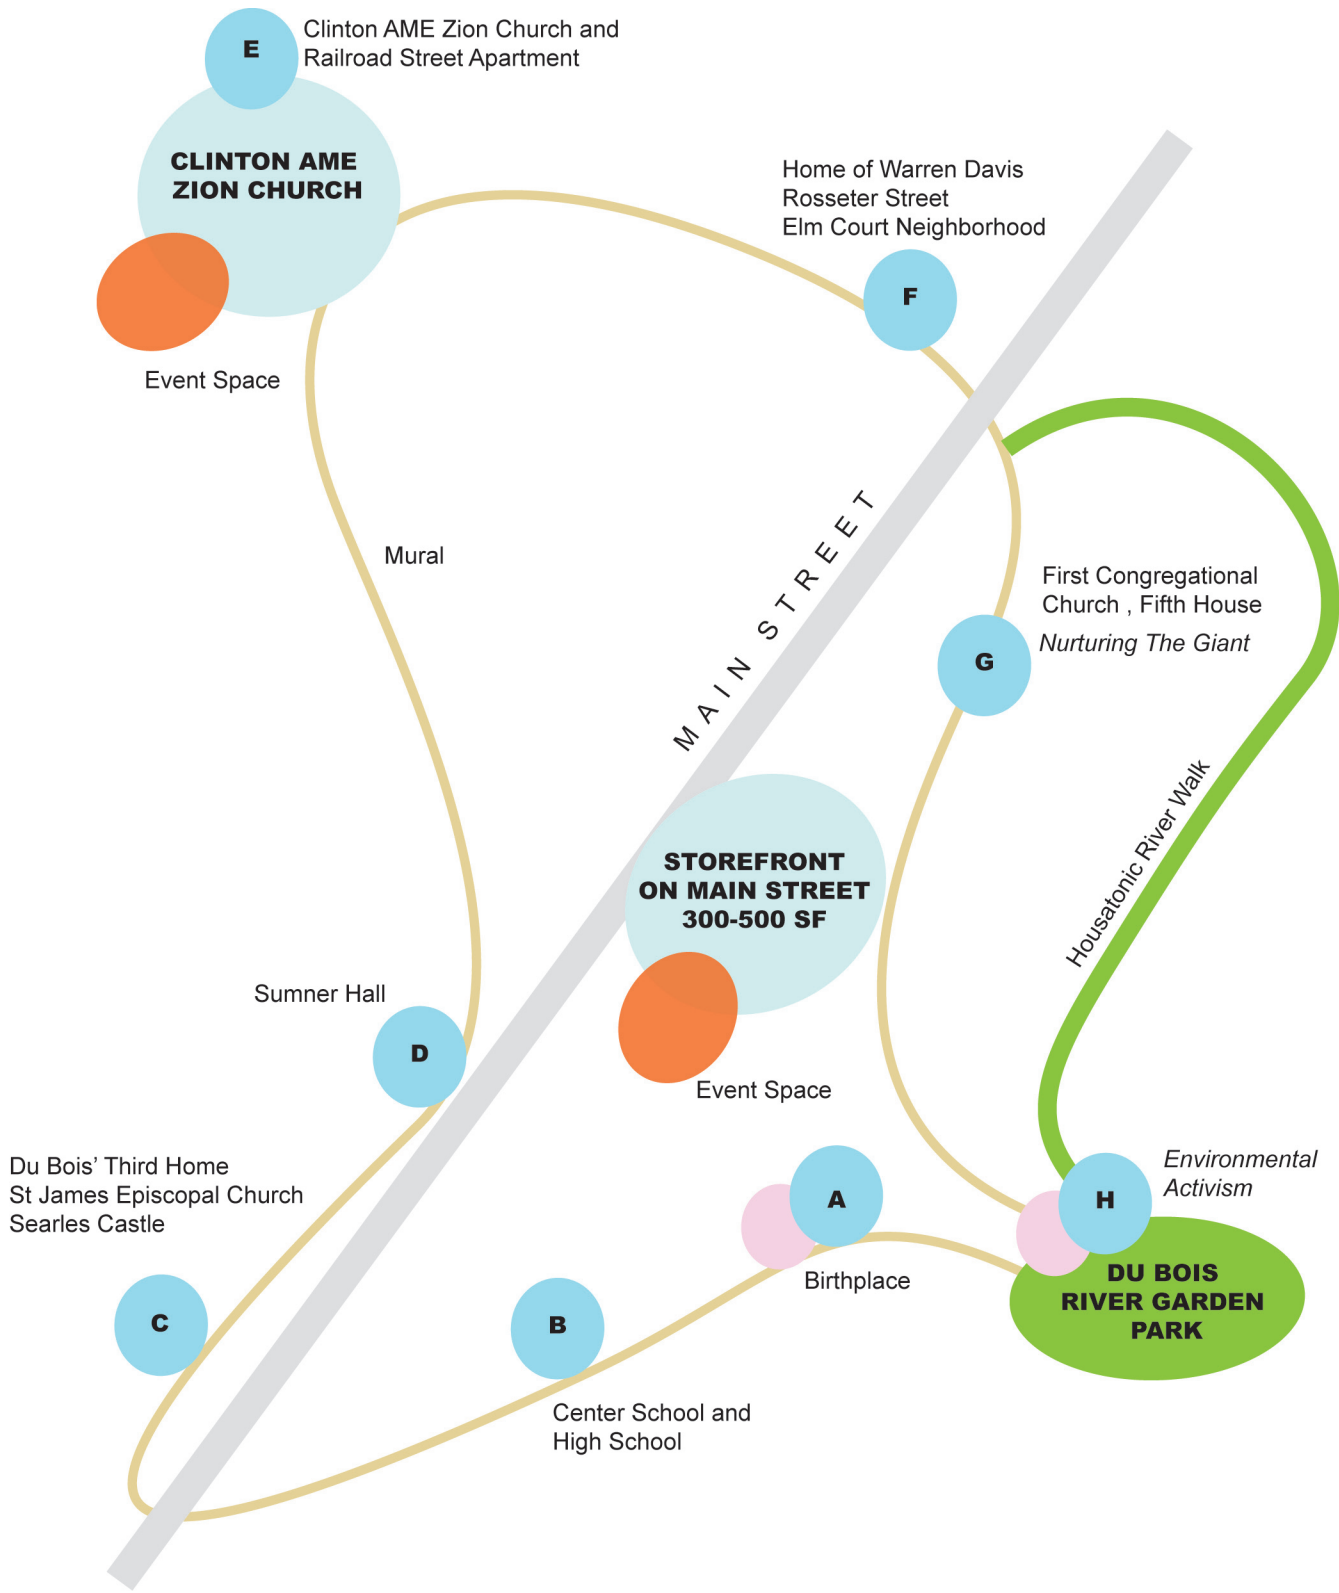 E
Clinton AME Zion Church and
Railroad Street Apartment
CLINTON AME
ZION CHURCH
Event Space
Home of Warren Davis
Rosseter Street
Elm Court Neighborhood
F
Mural
MAIN STREET
First Congregational
Church , Fifth House
Nurturing The Giant
G
Housatonic River Walk
STOREFRONT
ON MAIN STREET
300-500 SF
Event Space
Sumner Hall
D
Du Bois’ Third Home
St James Episcopal Church
Searles Castle
C
B
Center School and
High School
A
Birthplace
Environmental
Activism
H
DU BOIS
RIVER GARDEN
PARK